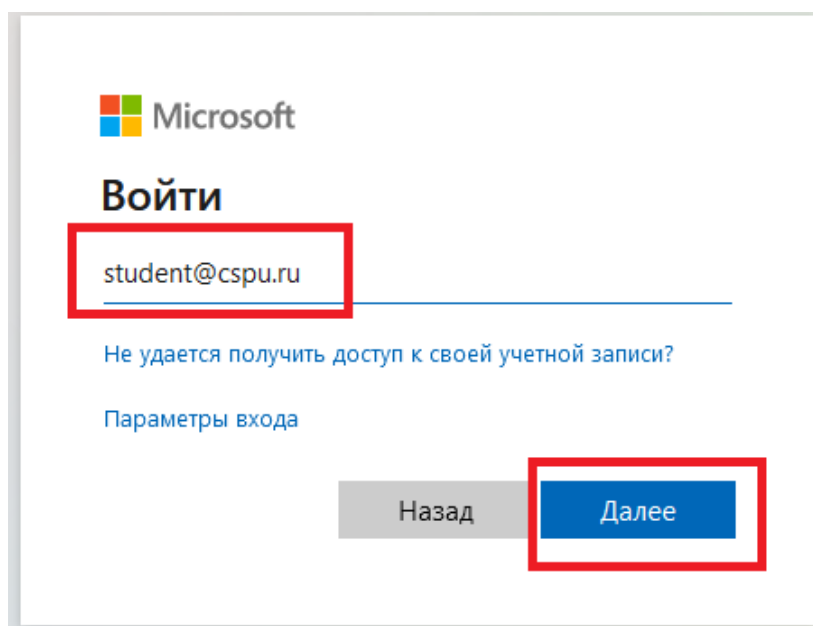 Microsoft
Войти
student@cspu.ru
Не удается получить доступ к своей учетной записи?
Параметры входа
Назад
Далее